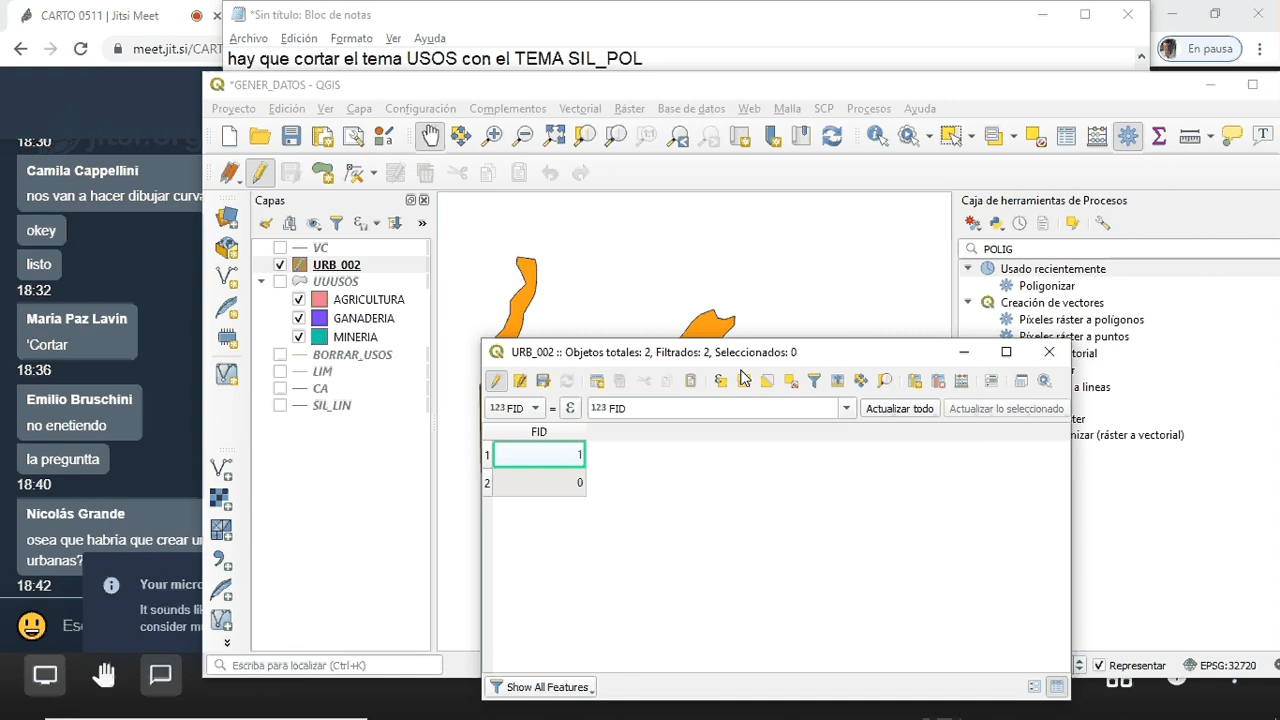 CARTO 0511 | Jitsi Meet
*Sin título: Bloc de notas
meet.jit.si/CART
Archivo Edición Formato Ver Ayuda
En pausa
hay que cortar el tema USOS con el TEMA SIL_POL
*GENER_DATOS - QGIS
Proyecto Edición Ver Capa Configuración Complementos Vectorial Ráster Base de datos Web Malla SCP Procesos Ayuda
18:30
Camila Cappellini
nos van a hacer dibujar curva
okey
listo
18:32
María Paz Lavin
'Cortar
18:36
Emilio Bruschini
no enetiendo
la preguntta
18:40
Nicolás Grande
osea que habría que crear un
urbanas?
18:42
Your micro
It sounds lik
consider mu
Capas
VC
URB_002
UUUSOS
AGRICULTURA
GANADERIA
MINERIA
BORRAR_USOS
LIM
CA
SIL_LIN
Escriba para localizar (Ctrl+K)
Caja de herramientas de Procesos
POLIG
Usado recientemente
Poligonizar
Creación de vectores
Píxeles ráster a polígonos
Píxeles ráster a puntos
torial
r
a lineas
ter
nizar (ráster a vectorial)
URB_002 :: Objetos totales: 2, Filtrados: 2, Seleccionados: 0
123 FID = ε 123 FID Actualizar todo Actualizar lo seleccionado
FID
1 1
2 0
Show All Features
Representar EPSG:32720